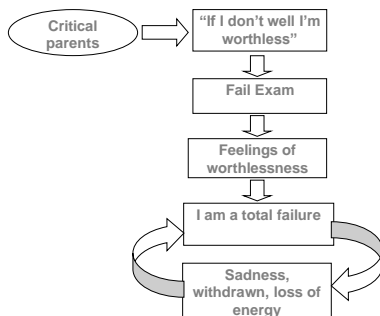 Critical
parents
“If I don't well I'm
worthless”
Fail Exam
Feelings of
worthlessness
I am a total failure
Sadness,
withdrawn, loss of
energy